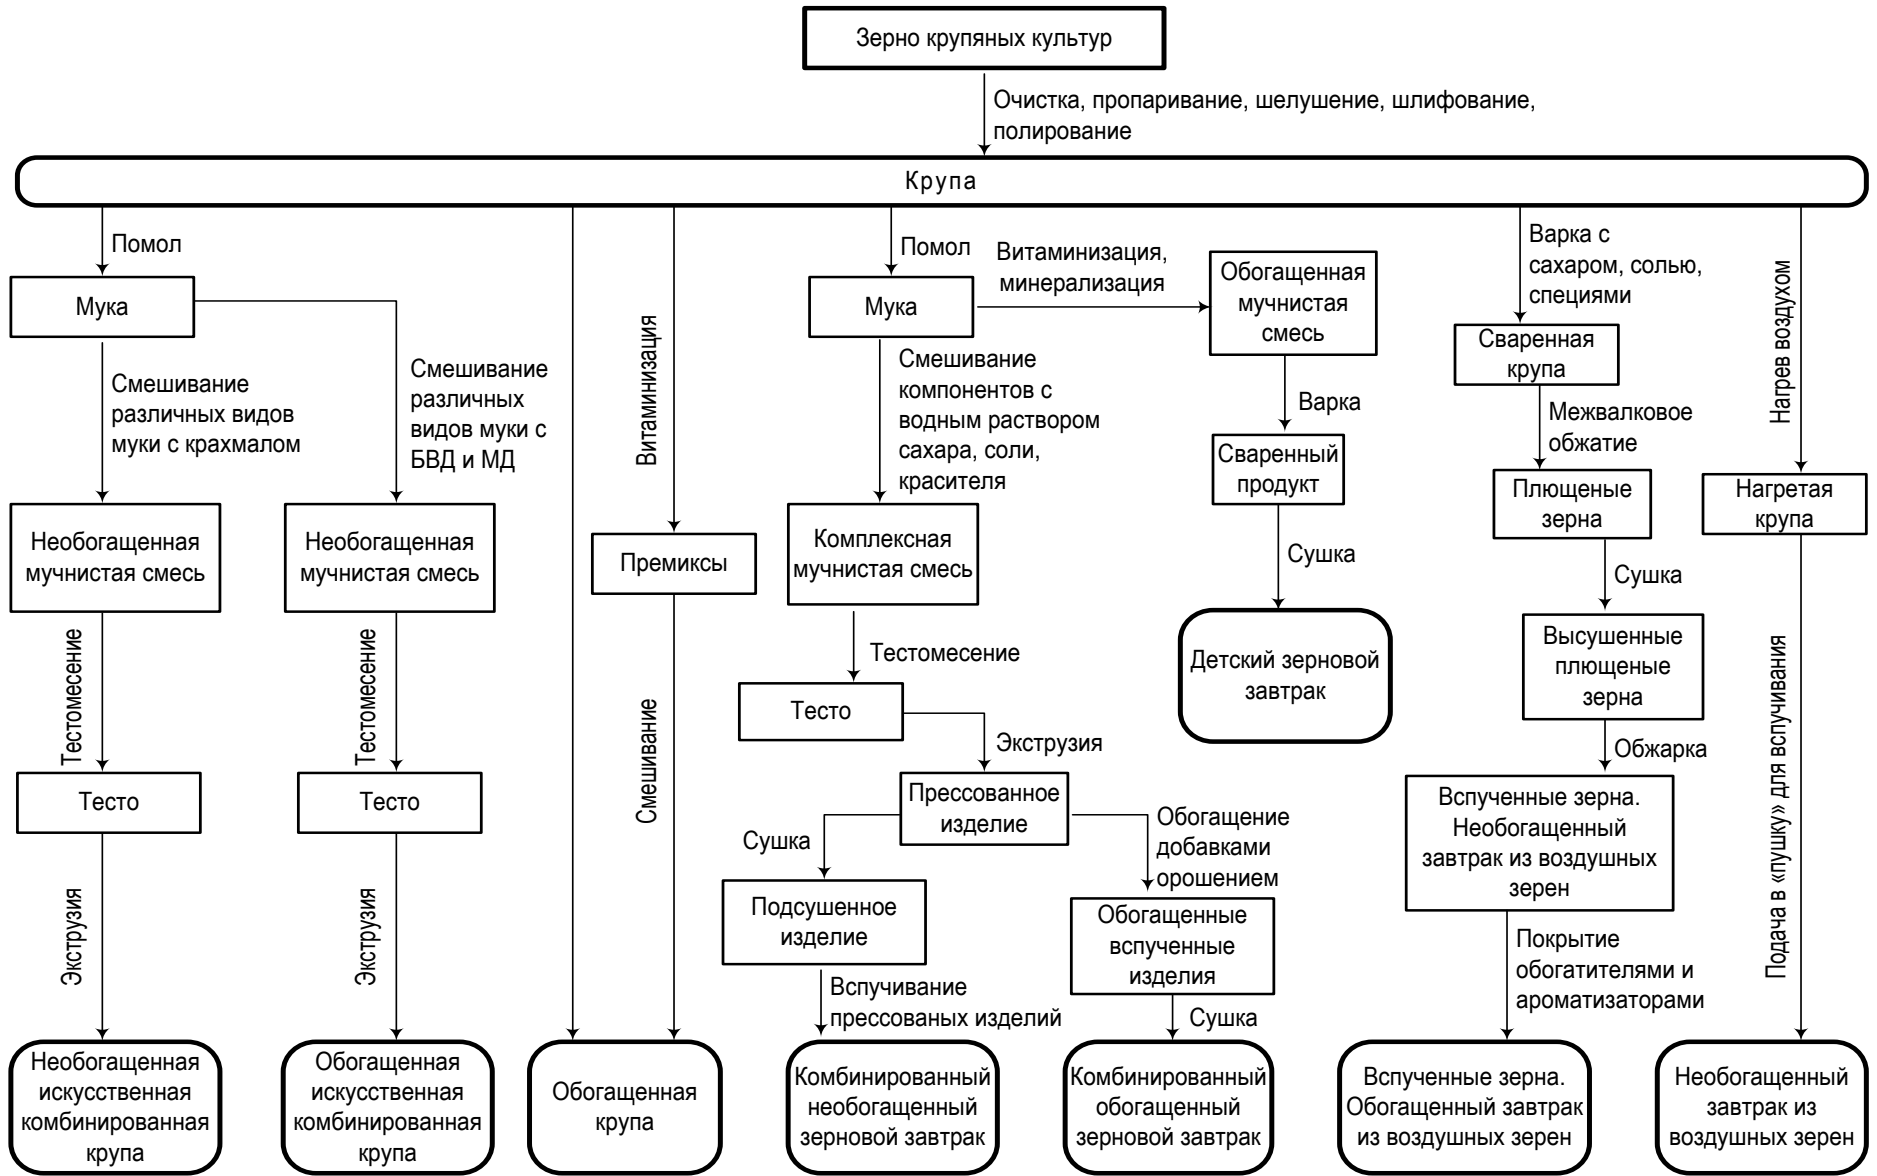 Зерно крупяных культур
Очистка, пропаривание, шелушение, шлифование,
полирование
Крупа
Помол
Мука
Смешивание
различных видов
муки с крахмалом
Необогащенная
мучнистая смесь
Тестомесение
Тесто
Экструзия
Необогащенная
искусственная
комбинированная
крупа
Смешивание
различных
видов муки с
БВД и МД
Необогащенная
мучнистая смесь
Тестомесение
Тесто
Экструзия
Обогащенная
искусственная
комбинированная
крупа
Витаминизация
Премиксы
Смешивание
Обогащенная
крупа
Помол
Мука
Смешивание
компонентов с
водным раствором
сахара, соли,
красителя
Комплексная
мучнистая смесь
Тестомесение
Тесто
Экструзия
Прессованное
изделие
Сушка
Подсушенное
изделие
Вспучивание
прессованых изделий
Комбинированный
необогащенный
зерновой завтрак
Обогащение
добавками
орошением
Обогащенные
вспученные
изделия
Сушка
Комбинированный
обогащенный
зерновой завтрак
Витаминизация,
минерализация
Обогащенная
мучнистая
смесь
Варка
Сваренный
продукт
Сушка
Детский зерновой
завтрак
Варка с
сахаром, солью,
специями
Сваренная
крупа
Межвалковое
обжатие
Плющеные
зерна
Сушка
Высушенные
плющеные
зерна
Обжарка
Вспученные зерна.
Необогащенный
завтрак из воздушных
зерен
Покрытие
обогатителями и
ароматизаторами
Вспученные зерна.
Обогащенный завтрак
из воздушных зерен
Нагрев воздухом
Нагретая
крупа
Подача в «пушку» для вспучивания
Необогащенный
завтрак из
воздушных зерен